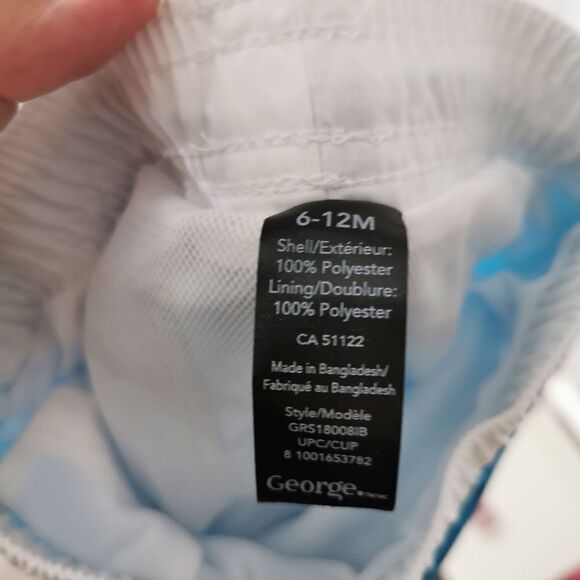 6-12M
Shell/Extérieur:
100% Polyester
Lining/Doublure:
100% Polyester
CA 51122
Made in Bangladesh/
Fabriqué au Bangladesh
Style/Modèle
GRS18008IB
UPC/CUP
8 1001653782
George